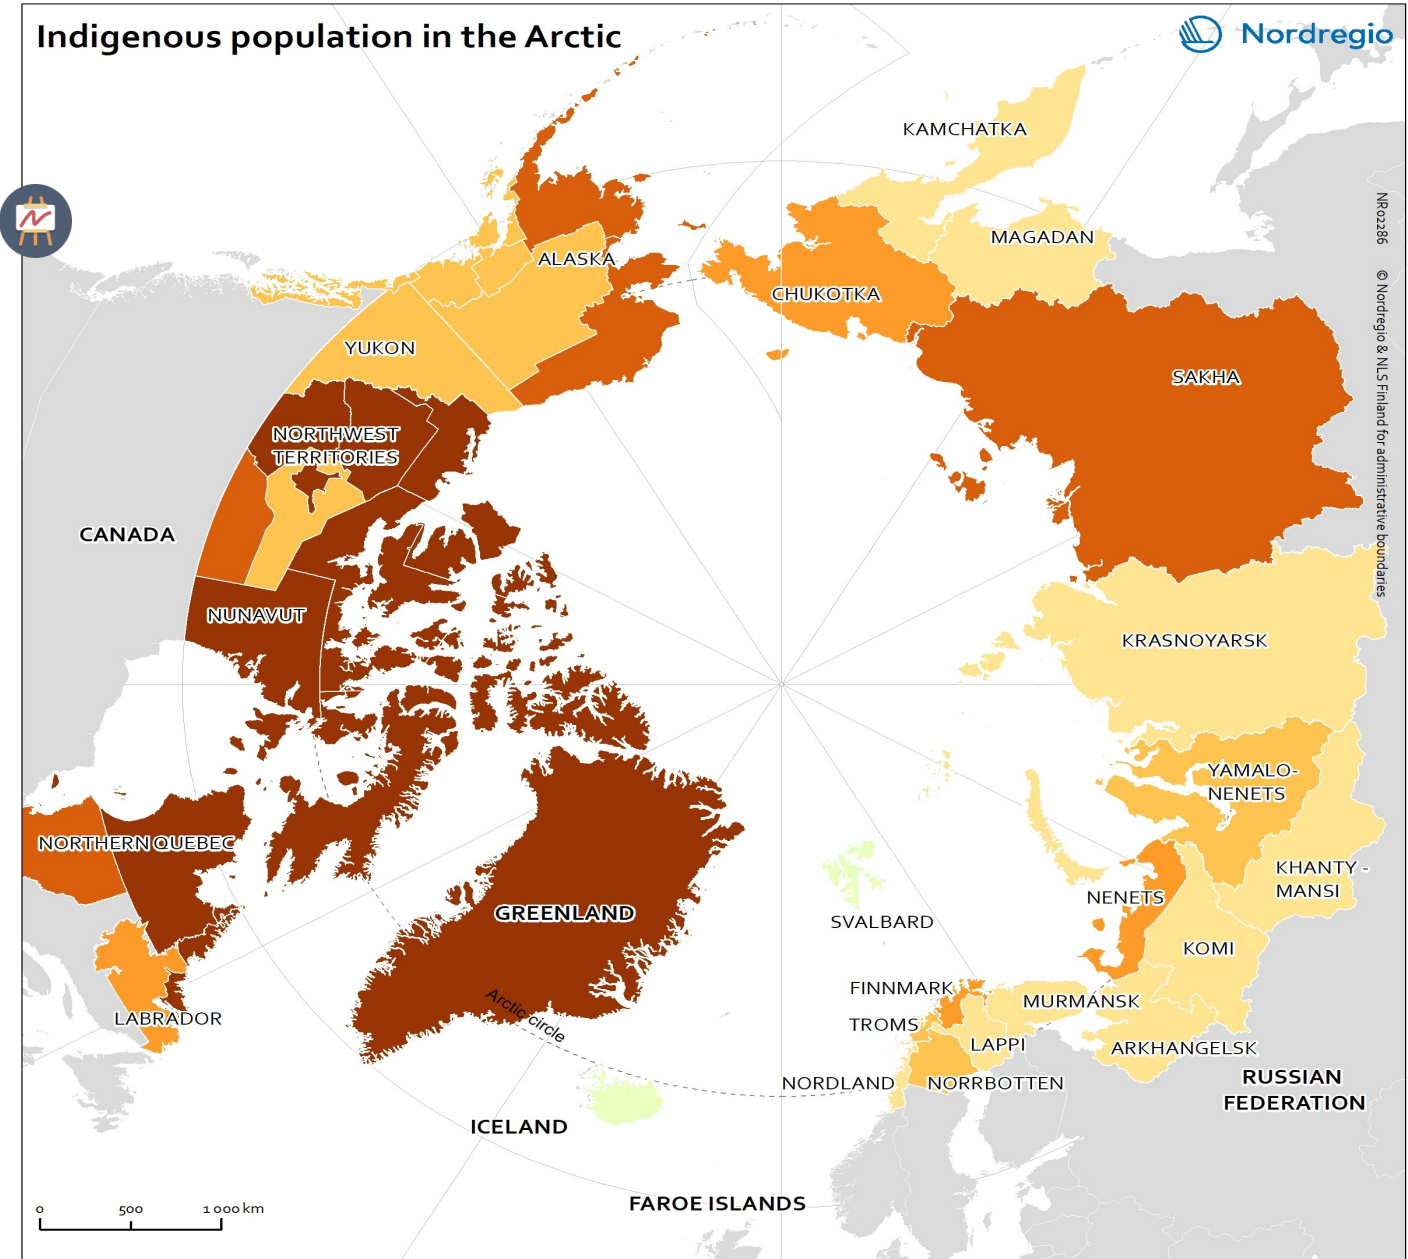 Indigenous population in the Arctic
Nordregio
KAMCHATKA
NR02286 © Nordregio & NLS Finland for administrative boundaries
MAGADAN
ALASKA
CHUKOTKA
YUKON
SAKHA
NORTHWEST
TERRITORIES
CANADA
NUNAVUT
KRASNOYARSK
YAMALO-
NENETS
NORTHERN QUEBEC
KHANTY -
MANSI
NENETS
GREENLAND
SVALBARD
KOMI
FINNMARK
Arctic circle
MURMANSK
LABRADOR
TROMS
LAPPI
ARKHANGELSK
NORDLAND
NORRBOTTEN
RUSSIAN
FEDERATION
ICELAND
FAROE ISLANDS
0 500 1 000 km